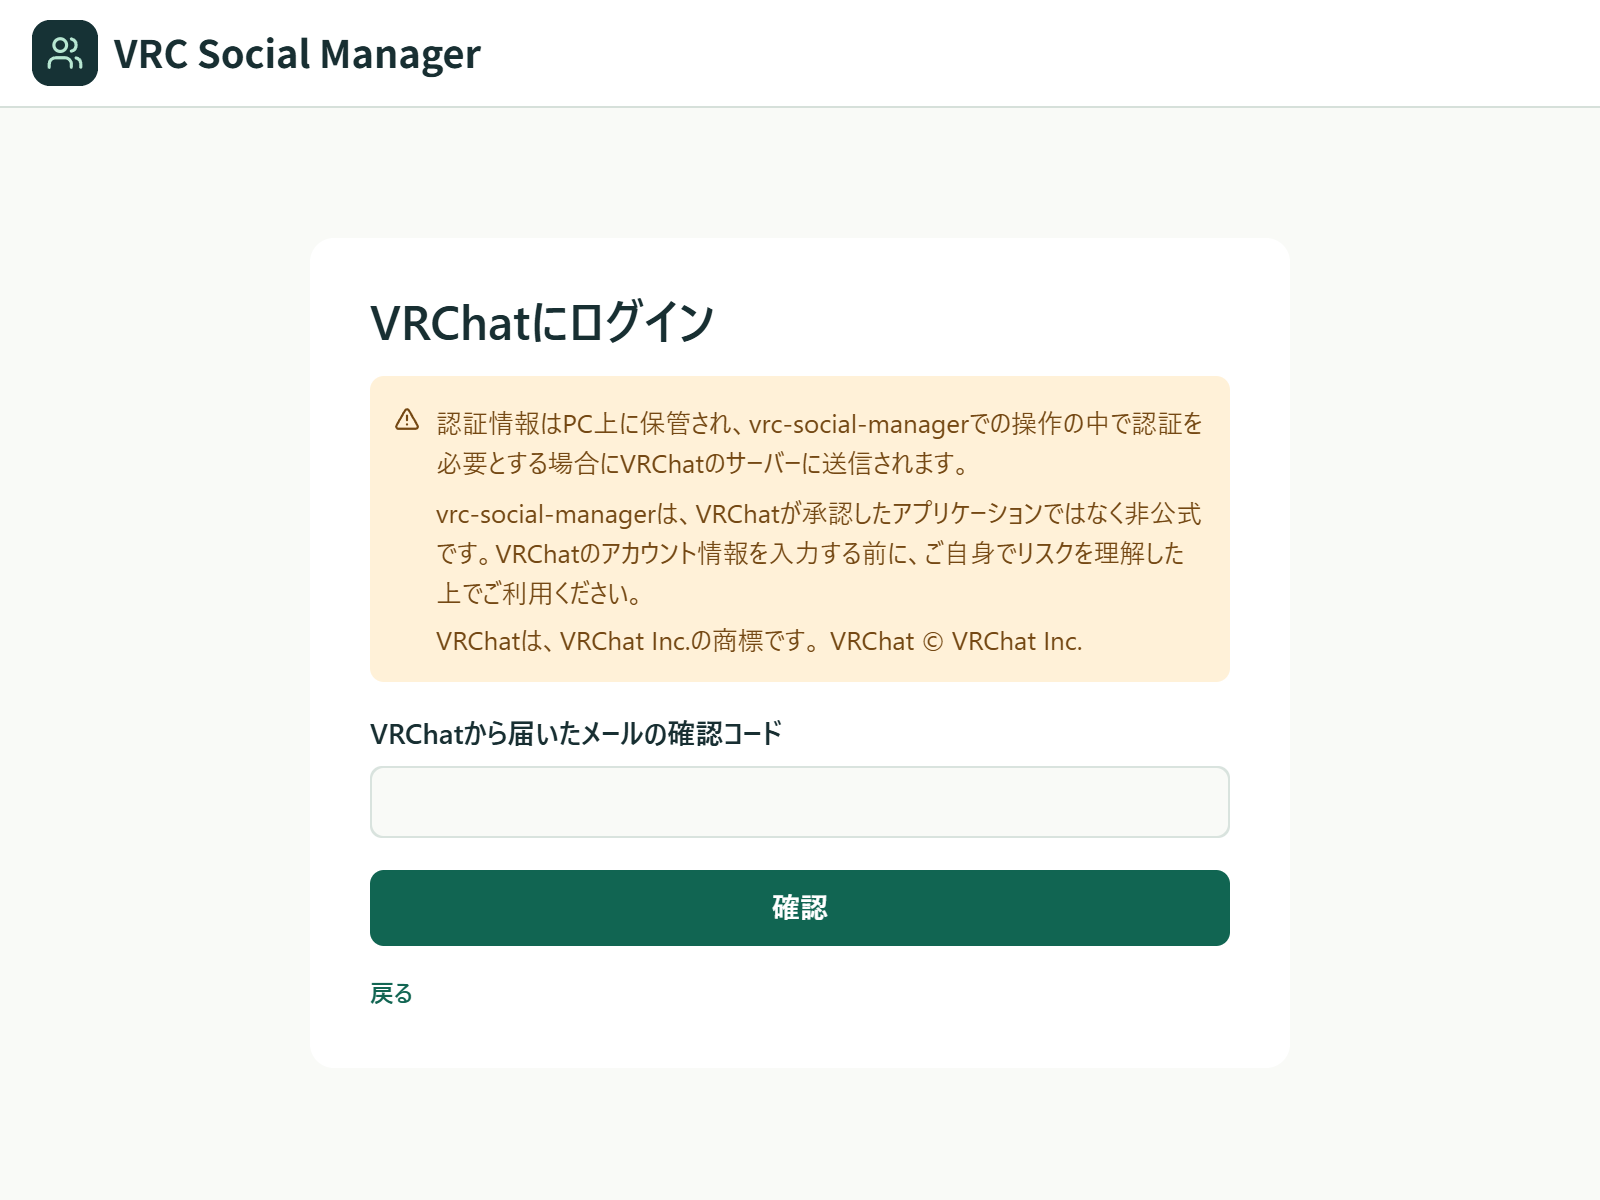 VRC Social Manager
VRChatにログイン
認証情報はPC上に保管され、vrc-social-managerでの操作の中で認証を
必要とする場合にVRChatのサーバーに送信されます。
vrc-social-managerは、VRChatが承認したアプリケーションではなく非公式
です。VRChatのアカウント情報を入力する前に、ご自身でリスクを理解した
上でご利用ください。
VRChatは、VRChat Inc.の商標です。 VRChat © VRChat Inc.
VRChatから届いたメールの確認コード
確認
戻る